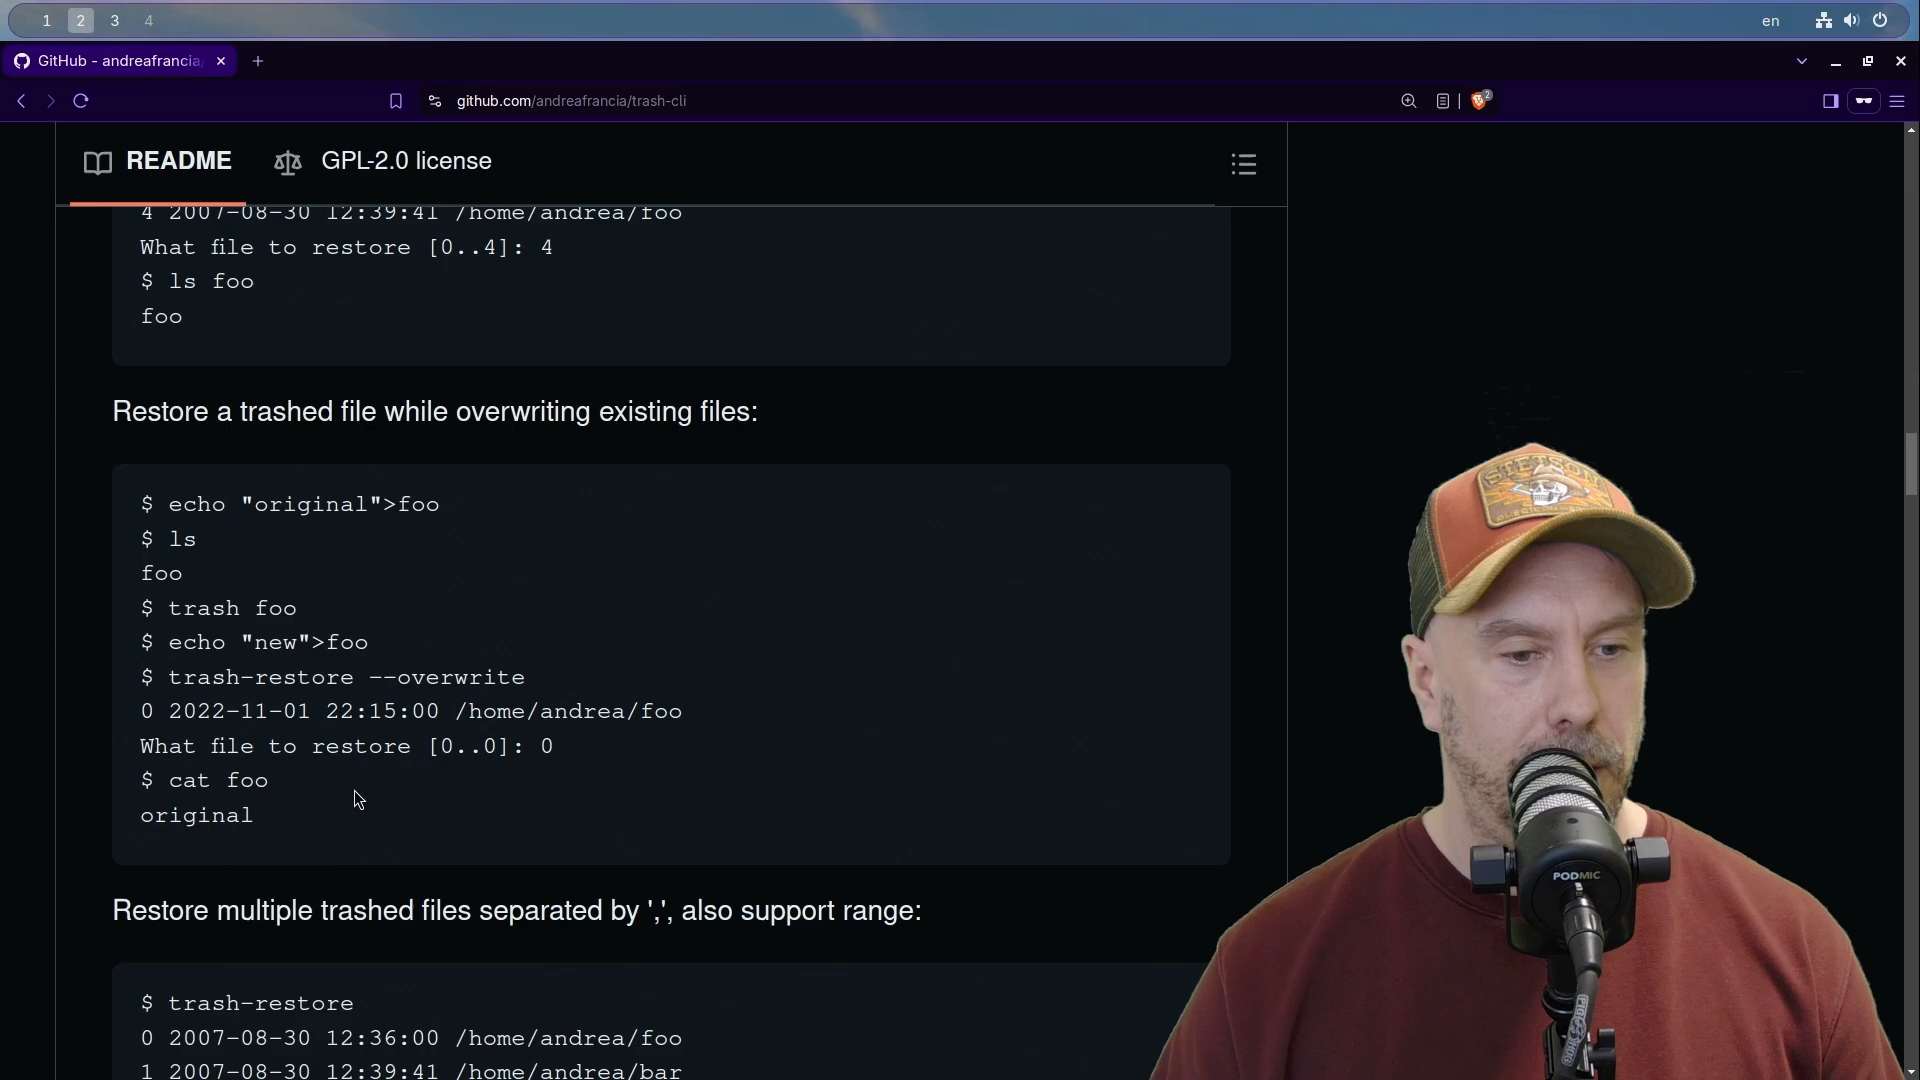 1 2 3 4
en
GitHub - andreafrancia/
github.com/andreafrancia/trash-cli
2
README
GPL-2.0 license
4 2007-08-30 12:39:41 /home/andrea/foo
What file to restore [0..4]: 4
$ ls foo
foo
Restore a trashed file while overwriting existing files:
$ echo "original">foo
$ ls
foo
$ trash foo
$ echo "new">foo
$ trash-restore --overwrite
0 2022-11-01 22:15:00 /home/andrea/foo
What file to restore [0..0]: 0
$ cat foo
original
Restore multiple trashed files separated by ',', also support range:
$ trash-restore
0 2007-08-30 12:36:00 /home/andrea/foo
1 2007-08-30 12:39:41 /home/andrea/bar
STETSON
PODMIC